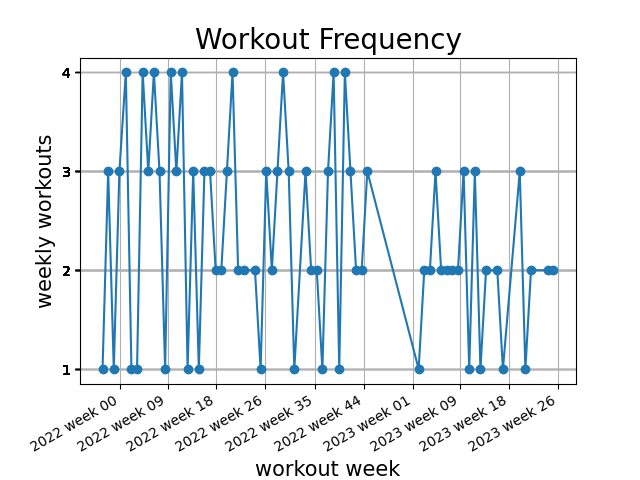 Workout Frequency
weekly workouts
4
3
2
1
2022 week 00
2022 week 09
2022 week 18
2022 week 26
2022 week 35
2022 week 44
2023 week 01
2023 week 09
2023 week 18
2023 week 26
workout week